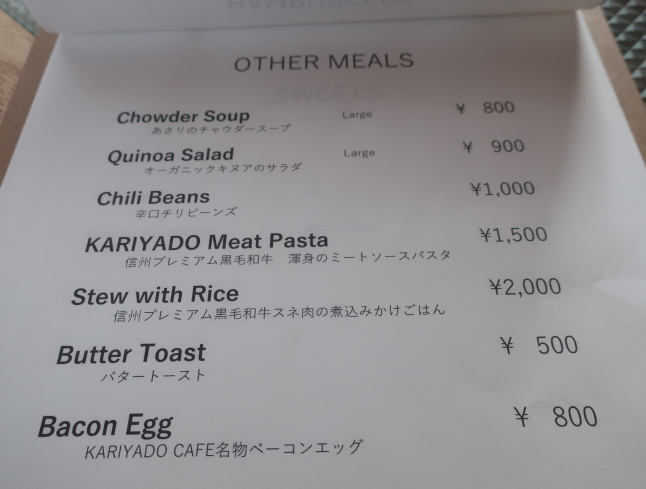 OTHER MEALS
Chowder Soup Large ¥ 800
あさりのチャウダースープ
Quinoa Salad Large ¥ 900
オーガニックキヌアのサラダ
Chili Beans ¥1,000
辛口チリビーンズ
KARIYADO Meat Pasta ¥1,500
信州プレミアム黒毛和牛 渾身のミートソースパスタ
Stew with Rice ¥2,000
信州プレミアム黒毛和牛スネ肉の煮込みかけごはん
Butter Toast ¥ 500
バタートースト
Bacon Egg ¥ 800
KARIYADO CAFE名物ベーコンエッグ